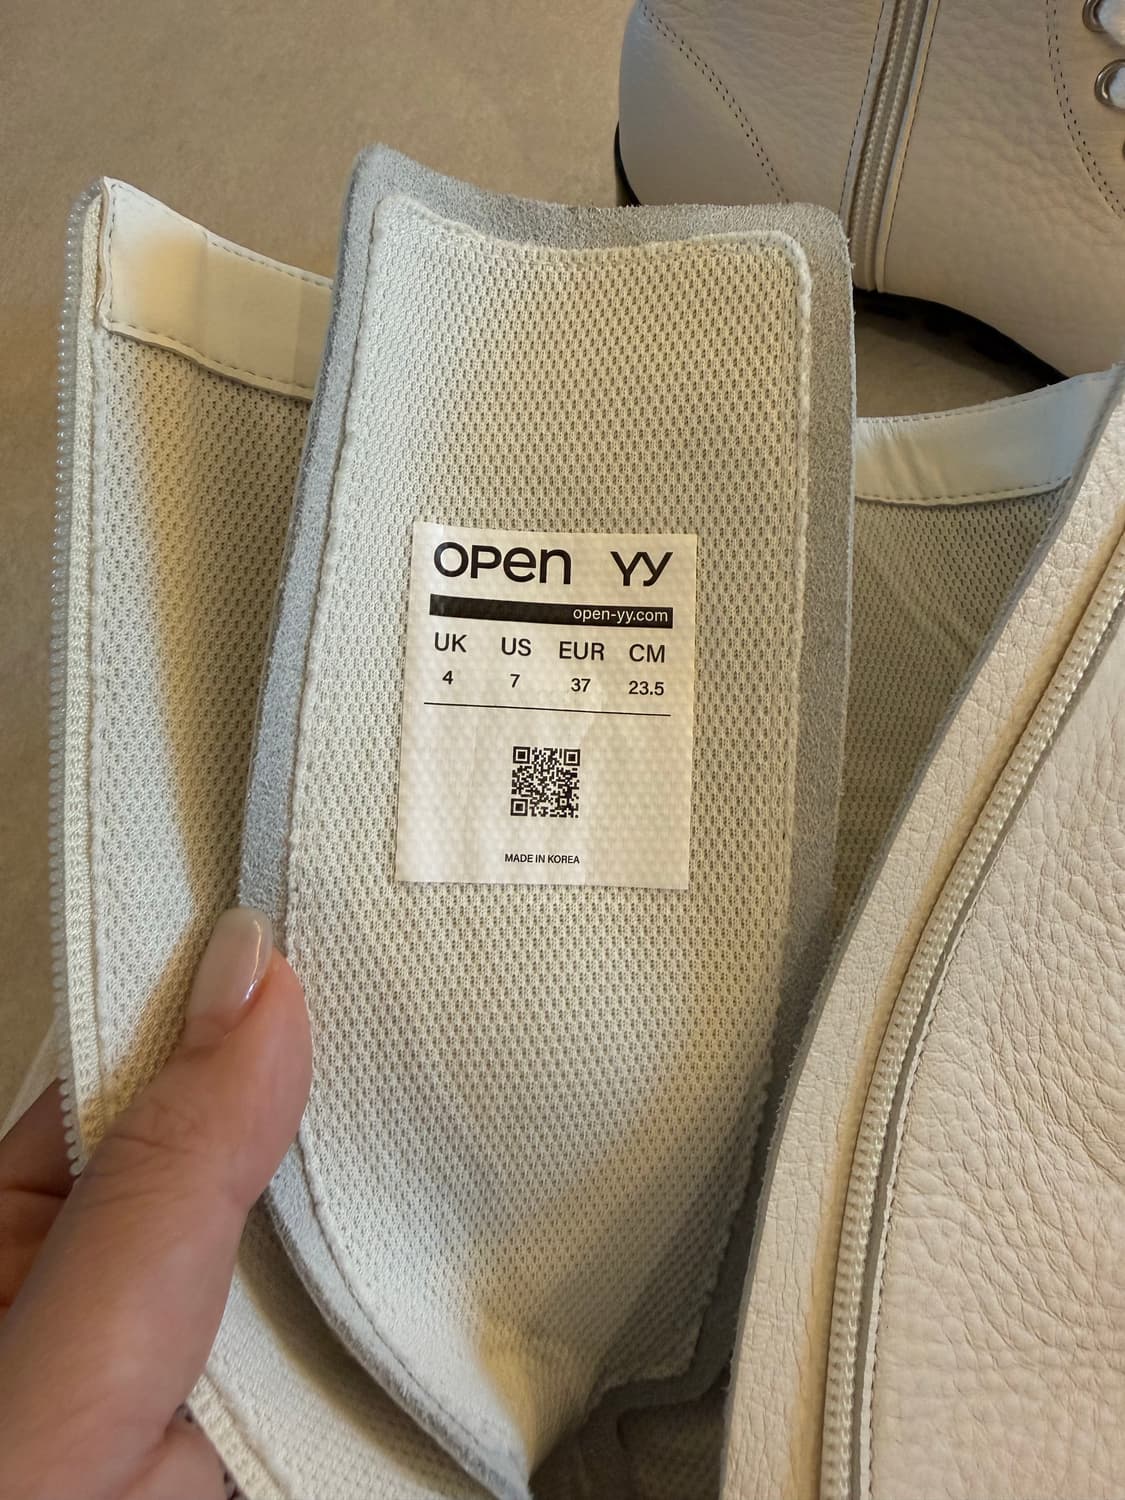 OPEN YY
open-yy.com
UK US EUR CM
4 7 37 23.5
MADE IN KOREA